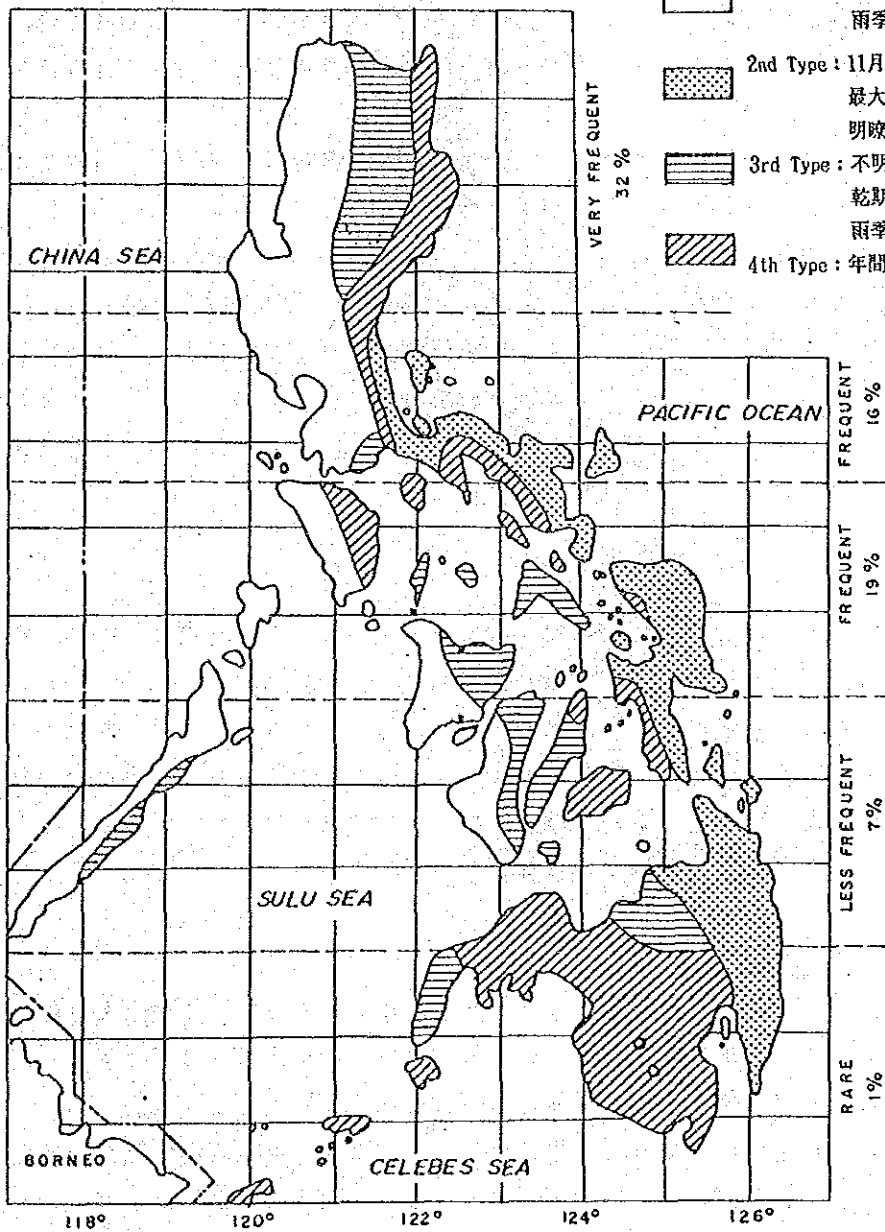 雨季
2nd Type : 11月
最大
明瞭
3rd Type : 不明
乾期
雨季
4th Type : 年間
VERY FREQUENT
32 %
CHINA SEA
PACIFIC OCEAN
FREQUENT
16 %
FREQUENT
19 %
LESS FREQUENT
7 %
SULU SEA
RARE
1 %
BORNEO
CELEBES SEA
118° 120° 122° 124° 126°